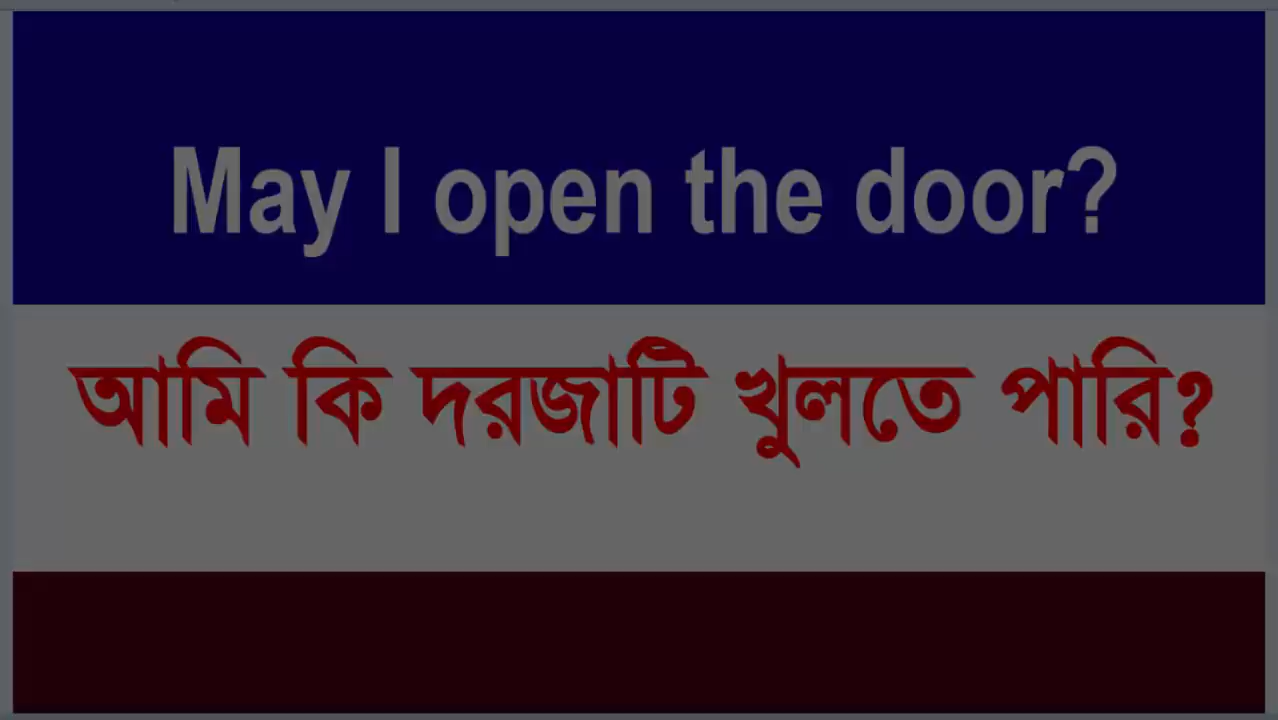 May I open the door?
আমি কি দরজাটি খুলতে পারি?